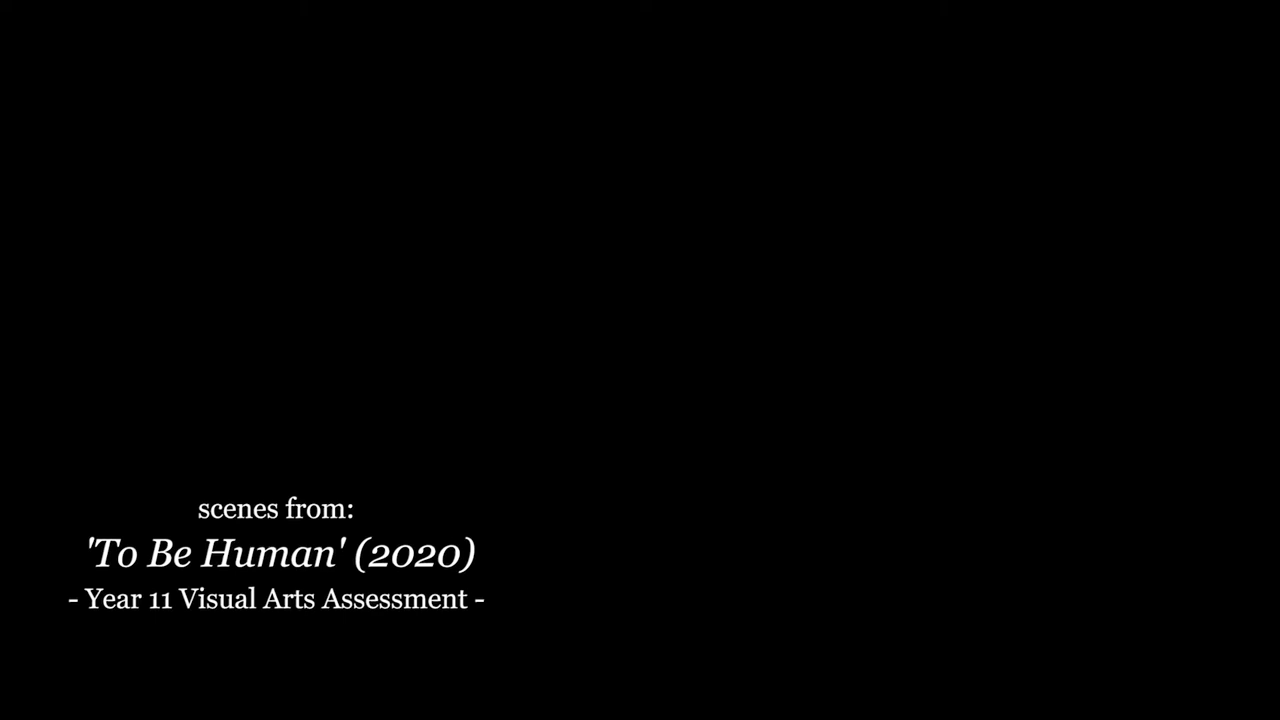 scenes from:
'To Be Human' (2020)
- Year 11 Visual Arts Assessment -